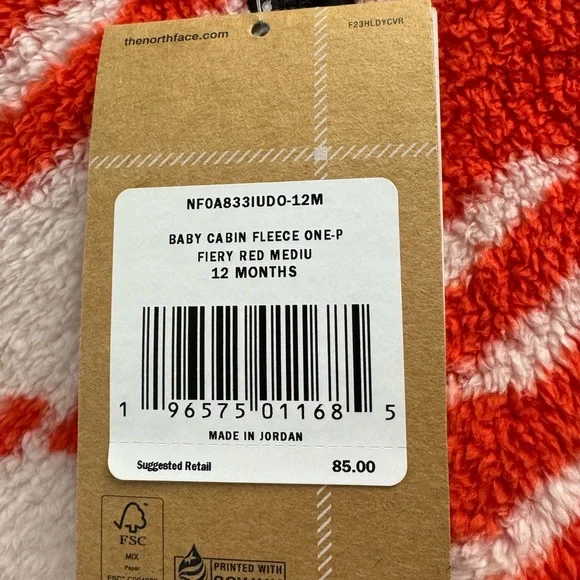 thenorthface.com
F23HLDYCVR
NF0A833IUDO-12M
BABY CABIN FLEECE ONE-P
FIERY RED MEDIU
12 MONTHS
1 96575 01168 5
MADE IN JORDAN
Suggested Retail 85.00
FSC
MIX
Paper
PRINTED WITH